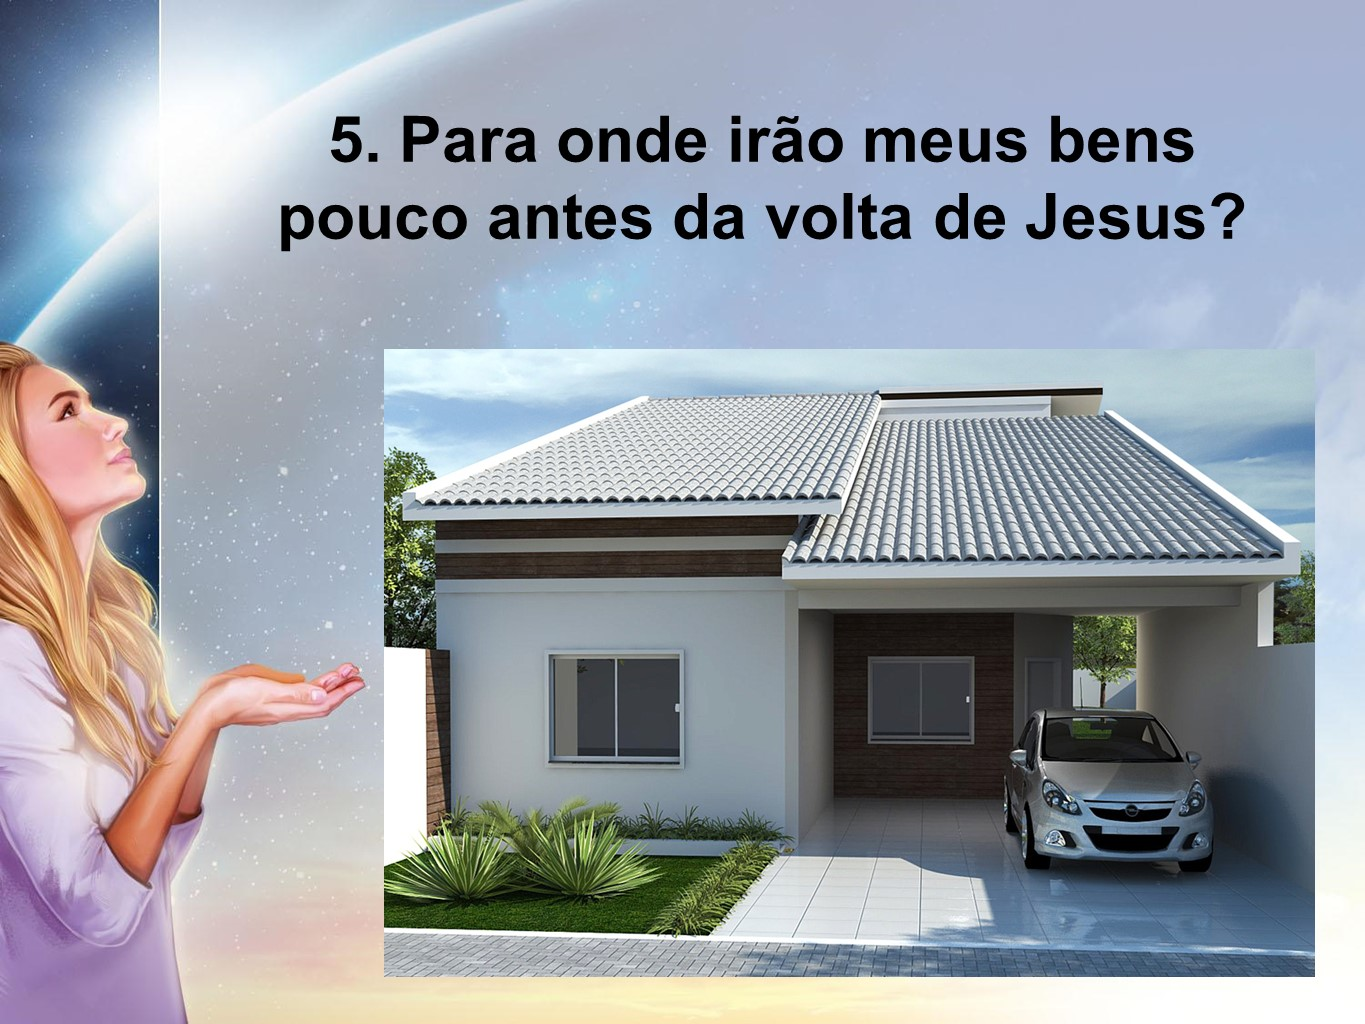 5. Para onde irão meus bens
pouco antes da volta de Jesus?